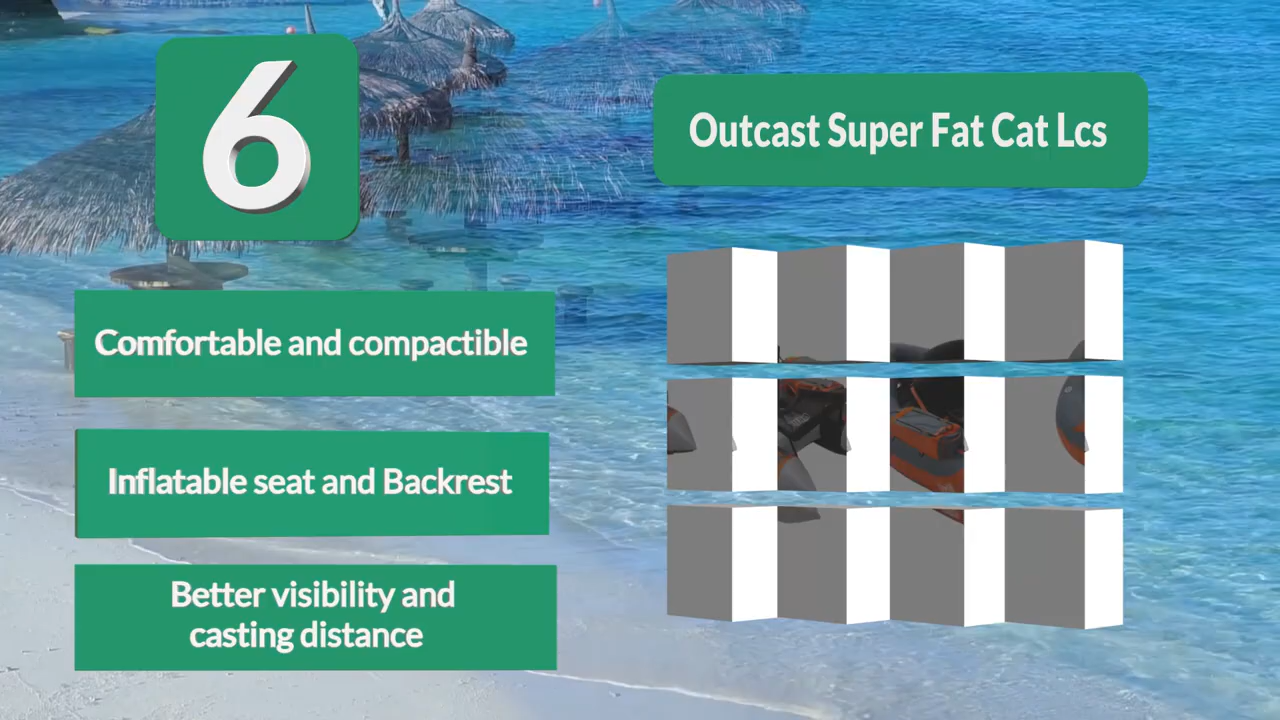 6
Outcast Super Fat Cat Lcs
Comfortable and compactible
Inflatable seat and Backrest
Better visibility and
casting distance